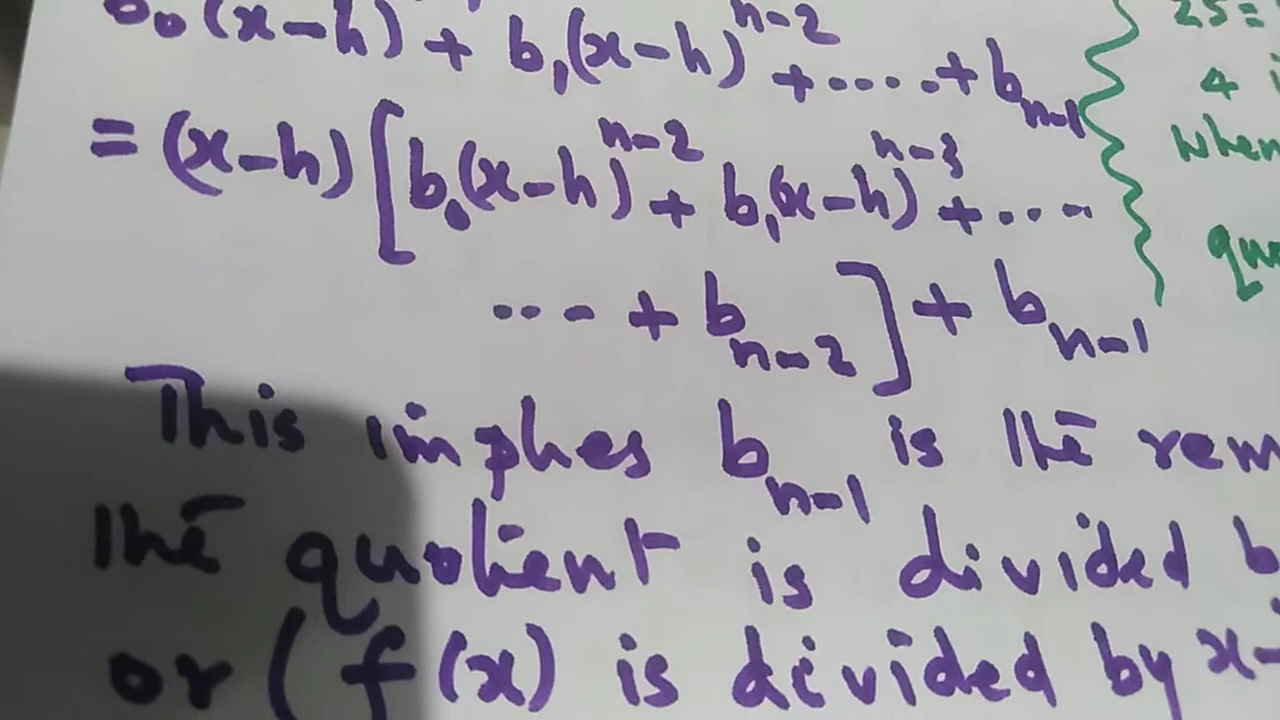 b₀(x-h) + b₁(x-h)ⁿ⁻² + ..... + bₙ₋₁
= (x-h) [b₀(x-h)ⁿ⁻² + b₁(x-h)ⁿ⁻³ + ....
.... + bₙ₋₂] + bₙ₋₁
This implies bₙ₋₁ is the
the quotient is divided
or (f(x) is divided by x-
25=
4
when